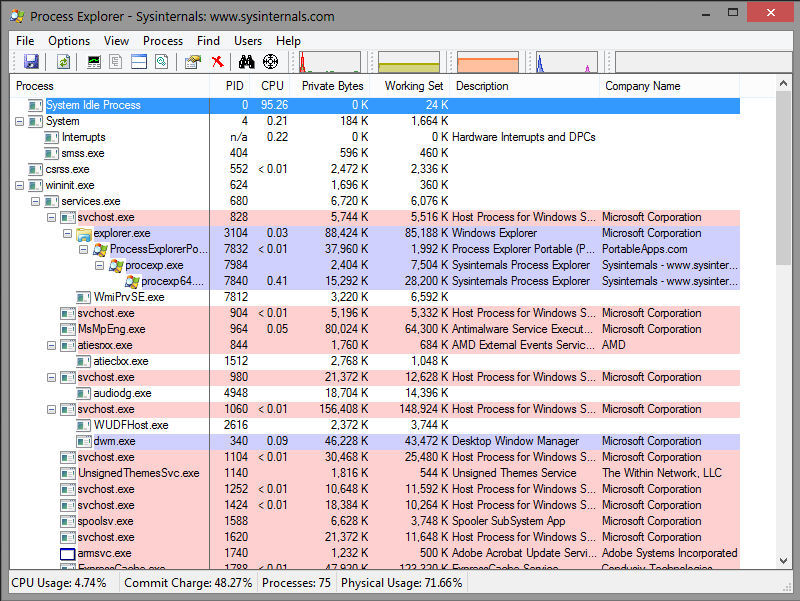 Process Explorer - Sysinternals: www.sysinternals.com
File Options View Process Find Users Help
Process PID CPU Private Bytes Working Set Description Company Name
System Idle Process 0 95.26 0 K 24 K
System 4 0.21 184 K 1,664 K
Interrupts n/a 0.22 0 K 0 K Hardware Interrupts and DPCs
smss.exe 404 596 K 460 K
csrss.exe 552 < 0.01 2,472 K 2,336 K
wininit.exe 624 1,696 K 360 K
services.exe 680 6,720 K 6,076 K
svchost.exe 828 5,744 K 5,516 K Host Process for Windows S... Microsoft Corporation
explorer.exe 3104 0.03 88,424 K 85,188 K Windows Explorer Microsoft Corporation
ProcessExplorerPo... 7832 < 0.01 37,960 K 1,992 K Process Explorer Portable (P... PortableApps.com
procexp.exe 7984 2,404 K 7,504 K Sysinternals Process Explorer Sysinternals - www.sysinter...
procexp64.... 7840 0.41 15,292 K 28,200 K Sysinternals Process Explorer Sysinternals - www.sysinter...
WmiPrvSE.exe 7812 3,220 K 6,592 K
svchost.exe 904 < 0.01 5,196 K 5,332 K Host Process for Windows S... Microsoft Corporation
MsMpEng.exe 964 0.05 80,024 K 64,300 K Antimalware Service Execut... Microsoft Corporation
atiesrxx.exe 844 1,760 K 684 K AMD External Events Servic... AMD
atieclxx.exe 1512 2,768 K 1,048 K
svchost.exe 980 21,372 K 12,628 K Host Process for Windows S... Microsoft Corporation
audiodg.exe 4948 18,704 K 14,396 K
svchost.exe 1060 < 0.01 156,408 K 148,924 K Host Process for Windows S... Microsoft Corporation
WUDFHost.exe 2616 2,372 K 3,744 K
dwm.exe 340 0.09 46,228 K 43,472 K Desktop Window Manager Microsoft Corporation
svchost.exe 1104 < 0.01 30,468 K 25,480 K Host Process for Windows S... Microsoft Corporation
UnsignedThemesSvc.exe 1140 1,816 K 544 K Unsigned Themes Service The Within Network, LLC
svchost.exe 1252 < 0.01 10,648 K 11,592 K Host Process for Windows S... Microsoft Corporation
svchost.exe 1424 < 0.01 18,384 K 10,264 K Host Process for Windows S... Microsoft Corporation
spoolsv.exe 1588 6,628 K 3,748 K Spooler SubSystem App Microsoft Corporation
svchost.exe 1620 21,372 K 11,648 K Host Process for Windows S... Microsoft Corporation
armsvc.exe 1740 1,232 K 500 K Adobe Acrobat Update Servi... Adobe Systems Incorporated
ExpressCache.exe 1788 < 0.01 47,920 K 123,320 K ExpressCache Condusiv Technologies
CPU Usage: 4.74% Commit Charge: 48.27% Processes: 75 Physical Usage: 71.66%